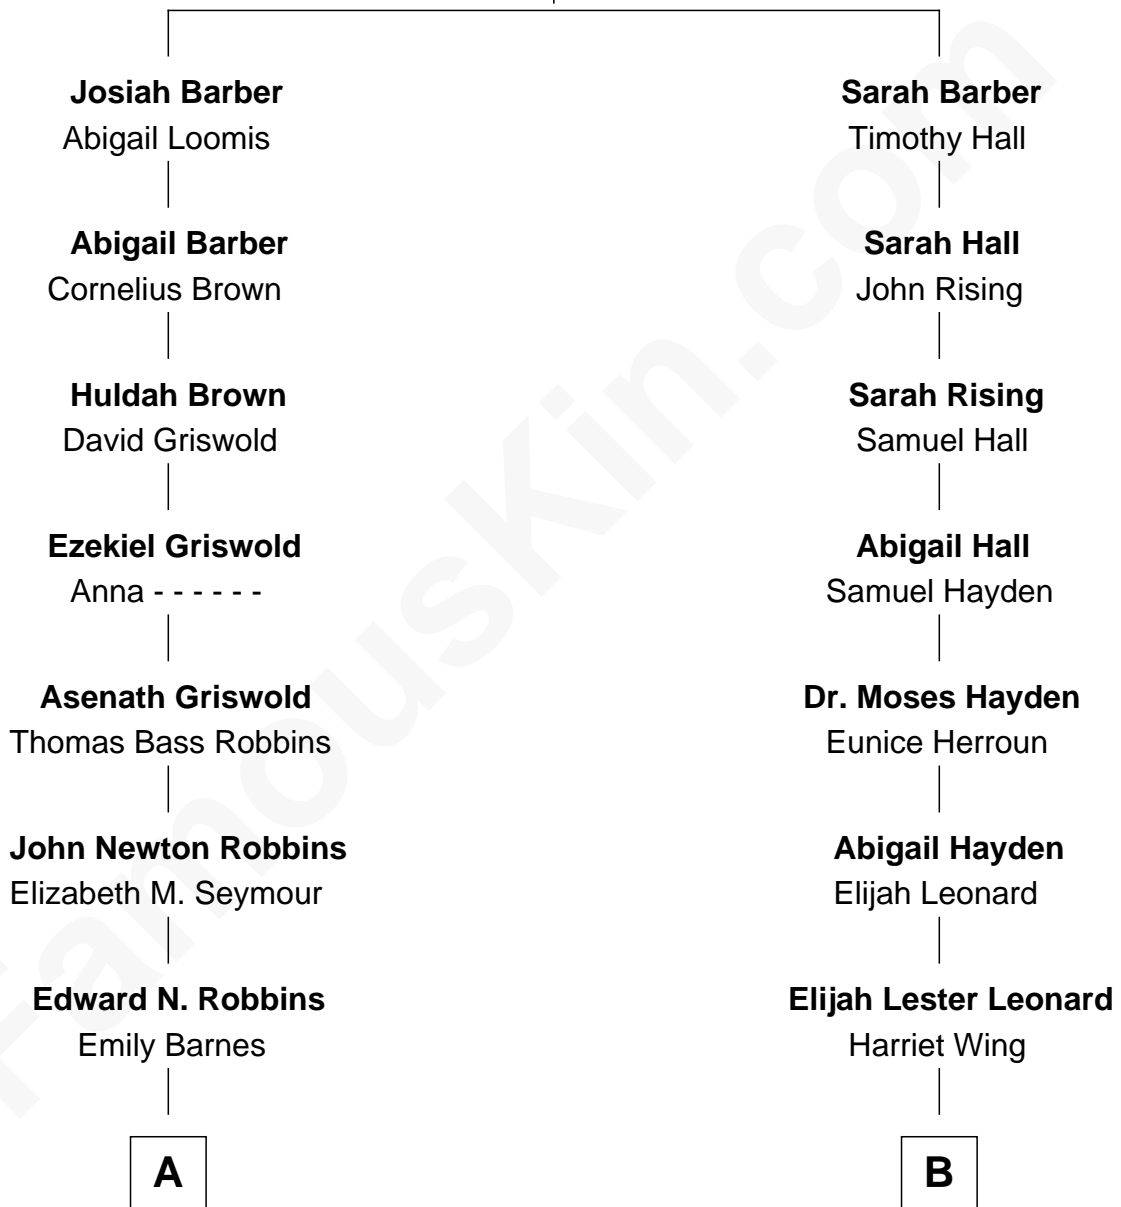 Josiah Barber
Abigail Loomis
Abigail Barber
Cornelius Brown
Huldah Brown
David Griswold
Ezekiel Griswold
Anna - - - - - -
Asenath Griswold
Thomas Bass Robbins
John Newton Robbins
Elizabeth M. Seymour
Edward N. Robbins
Emily Barnes
A
Sarah Barber
Timothy Hall
Sarah Hall
John Rising
Sarah Rising
Samuel Hall
Abigail Hall
Samuel Hayden
Dr. Moses Hayden
Eunice Herroun
Abigail Hayden
Elijah Leonard
Elijah Lester Leonard
Harriet Wing
B
FamousKin.com